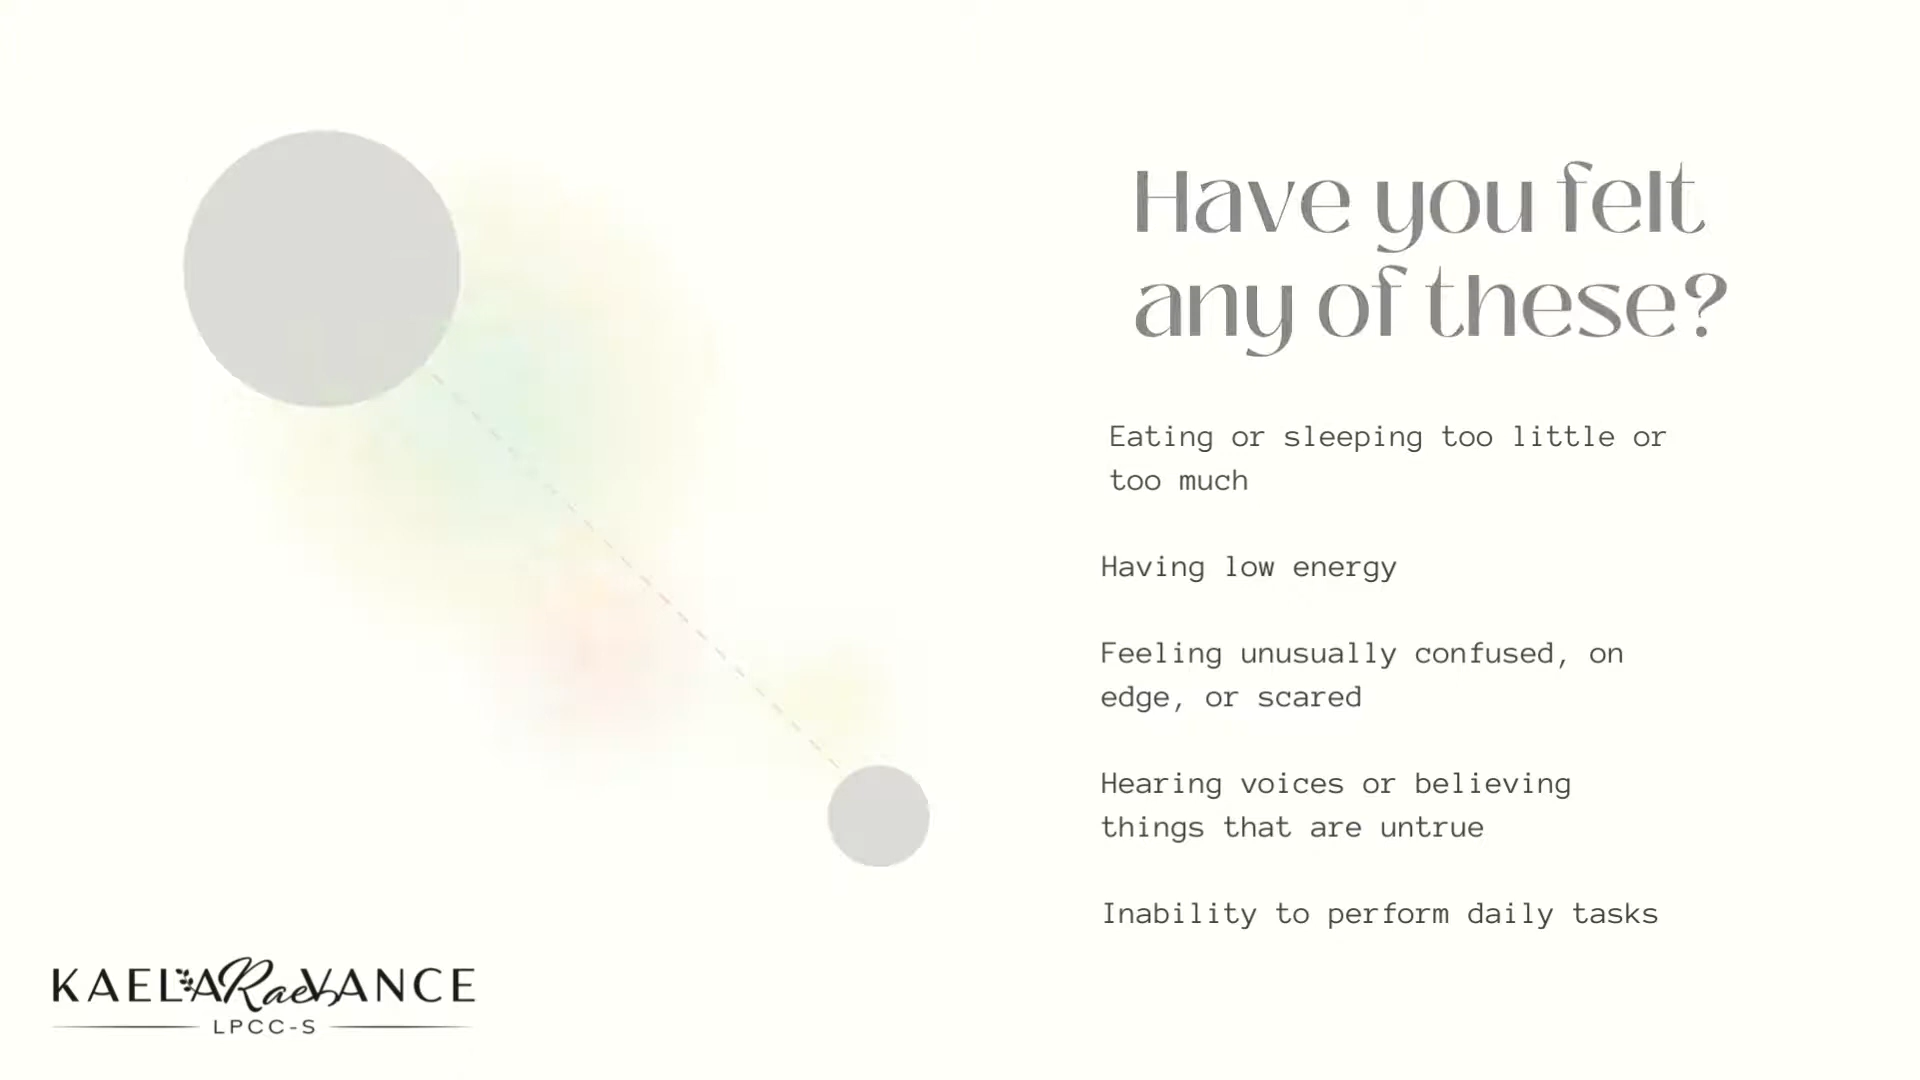 Have you felt
any of these?
Eating or sleeping too little or
too much
Having low energy
Feeling unusually confused, on
edge, or scared
Hearing voices or believing
things that are untrue
Inability to perform daily tasks
KAELA Rae VANCE
LPCC-S